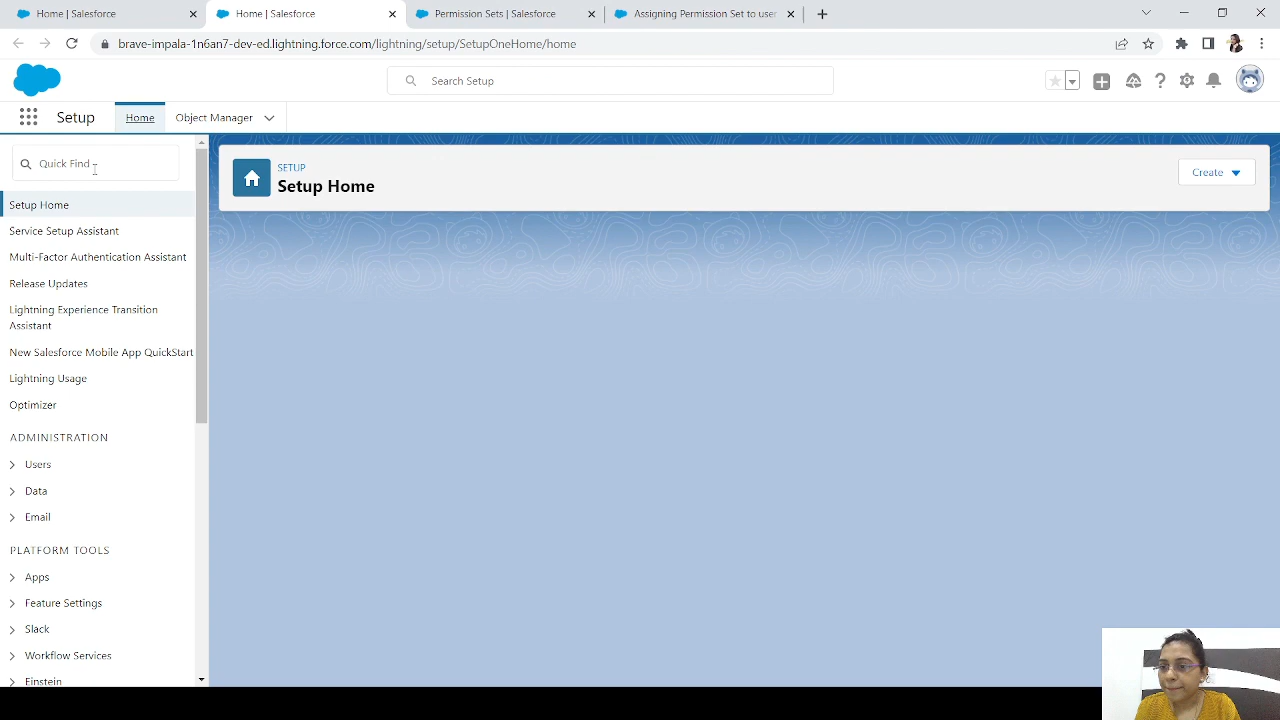 Home | Salesforce
Home | Salesforce
Permission Sets | Salesforce
Assigning Permission Set to user
brave-impala-1m6an7-dev-ed.lightning.force.com/lightning/setup/SetupOneHome/home
Search Setup
Setup
Home
Object Manager
Quick Find
SETUP
Setup Home
Create
Setup Home
Service Setup Assistant
Multi-Factor Authentication Assistant
Release Updates
Lightning Experience Transition
Assistant
New Salesforce Mobile App QuickStart
Lightning Usage
Optimizer
ADMINISTRATION
Users
Data
Email
PLATFORM TOOLS
Apps
Feature Settings
Slack
Workflow Services
Einstein